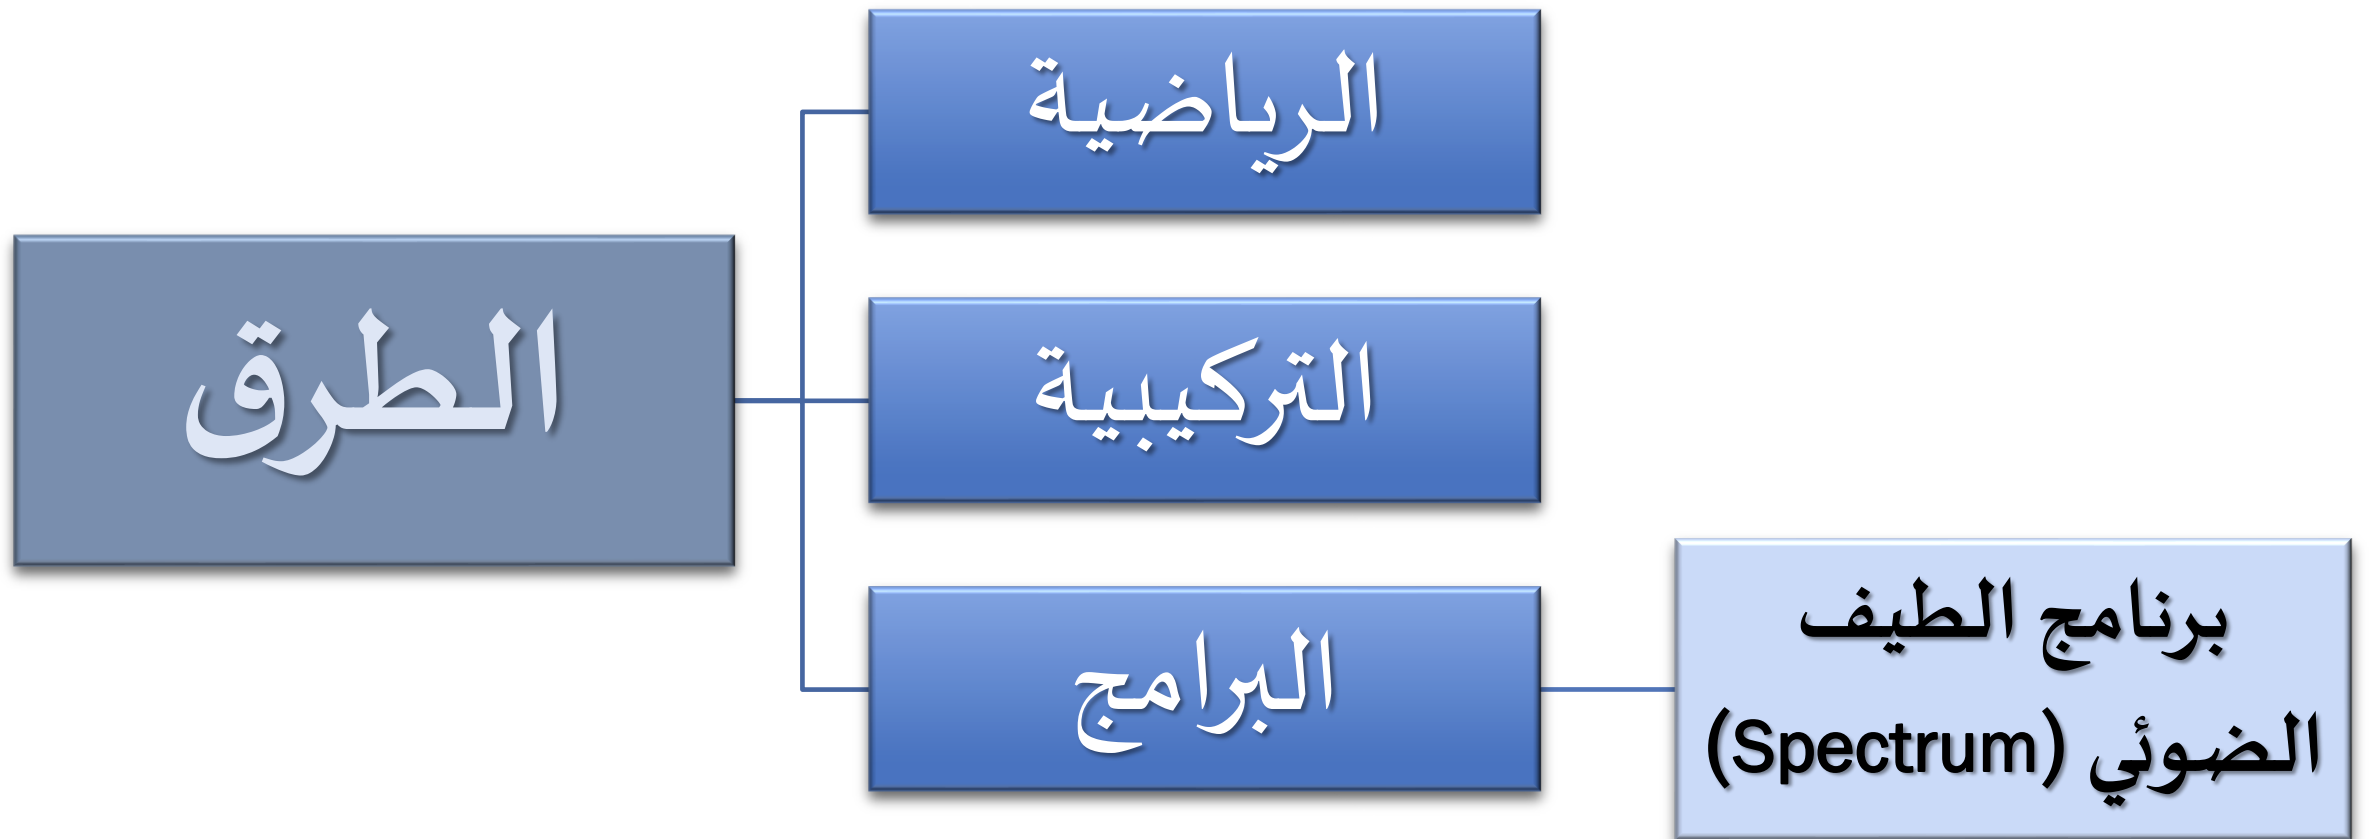 الطرق
الرياضية
التركيبية
البرامج
برنامج الطيف
الضوئي (Spectrum)